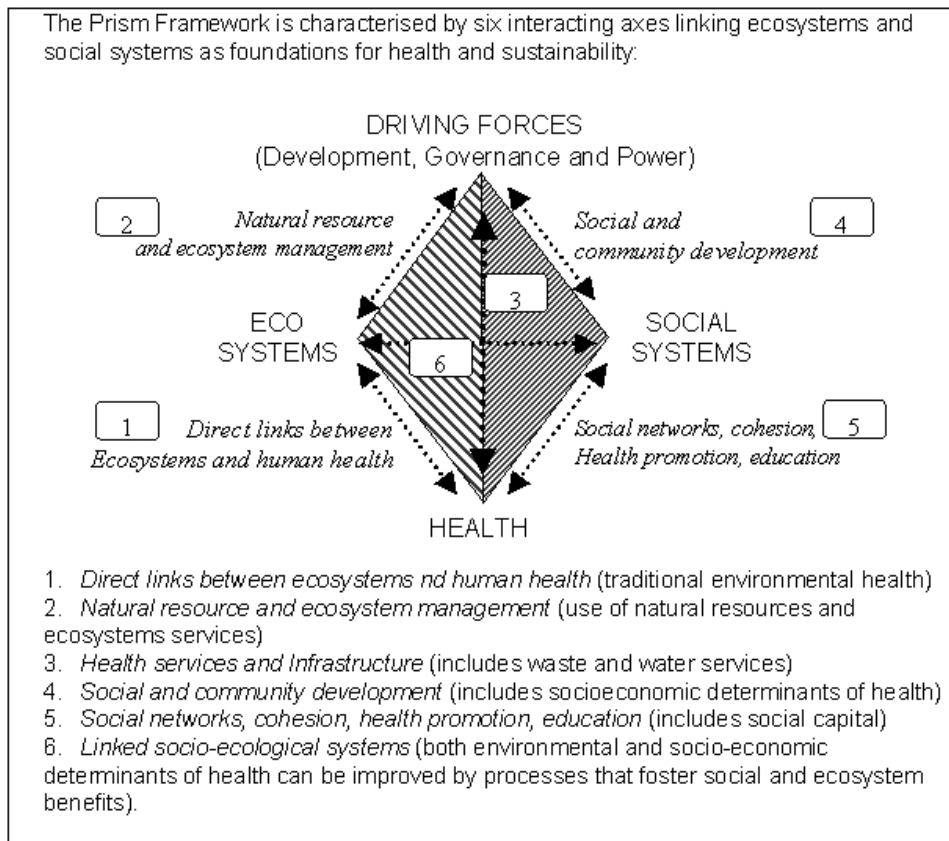 The Prism Framework is characterised by six interacting axes linking ecosystems and
social systems as foundations for health and sustainability:
DRIVING FORCES
(Development, Governance and Power)
2
Natural resource
and ecosystem management
Social and
community development
4
3
ECO
SYSTEMS
SOCIAL
SYSTEMS
6
1
Direct links between
Ecosystems and human health
Social networks, cohesion,
Health promotion, education
5
HEALTH
1. Direct links between ecosystems nd human health (traditional environmental health)
2. Natural resource and ecosystem management (use of natural resources and
ecosystems services)
3. Health services and Infrastructure (includes waste and water services)
4. Social and community development (includes socioeconomic determinants of health)
5. Social networks, cohesion, health promotion, education (includes social capital)
6. Linked socio-ecological systems (both environmental and socio-economic
determinants of health can be improved by processes that foster social and ecosystem
benefits).